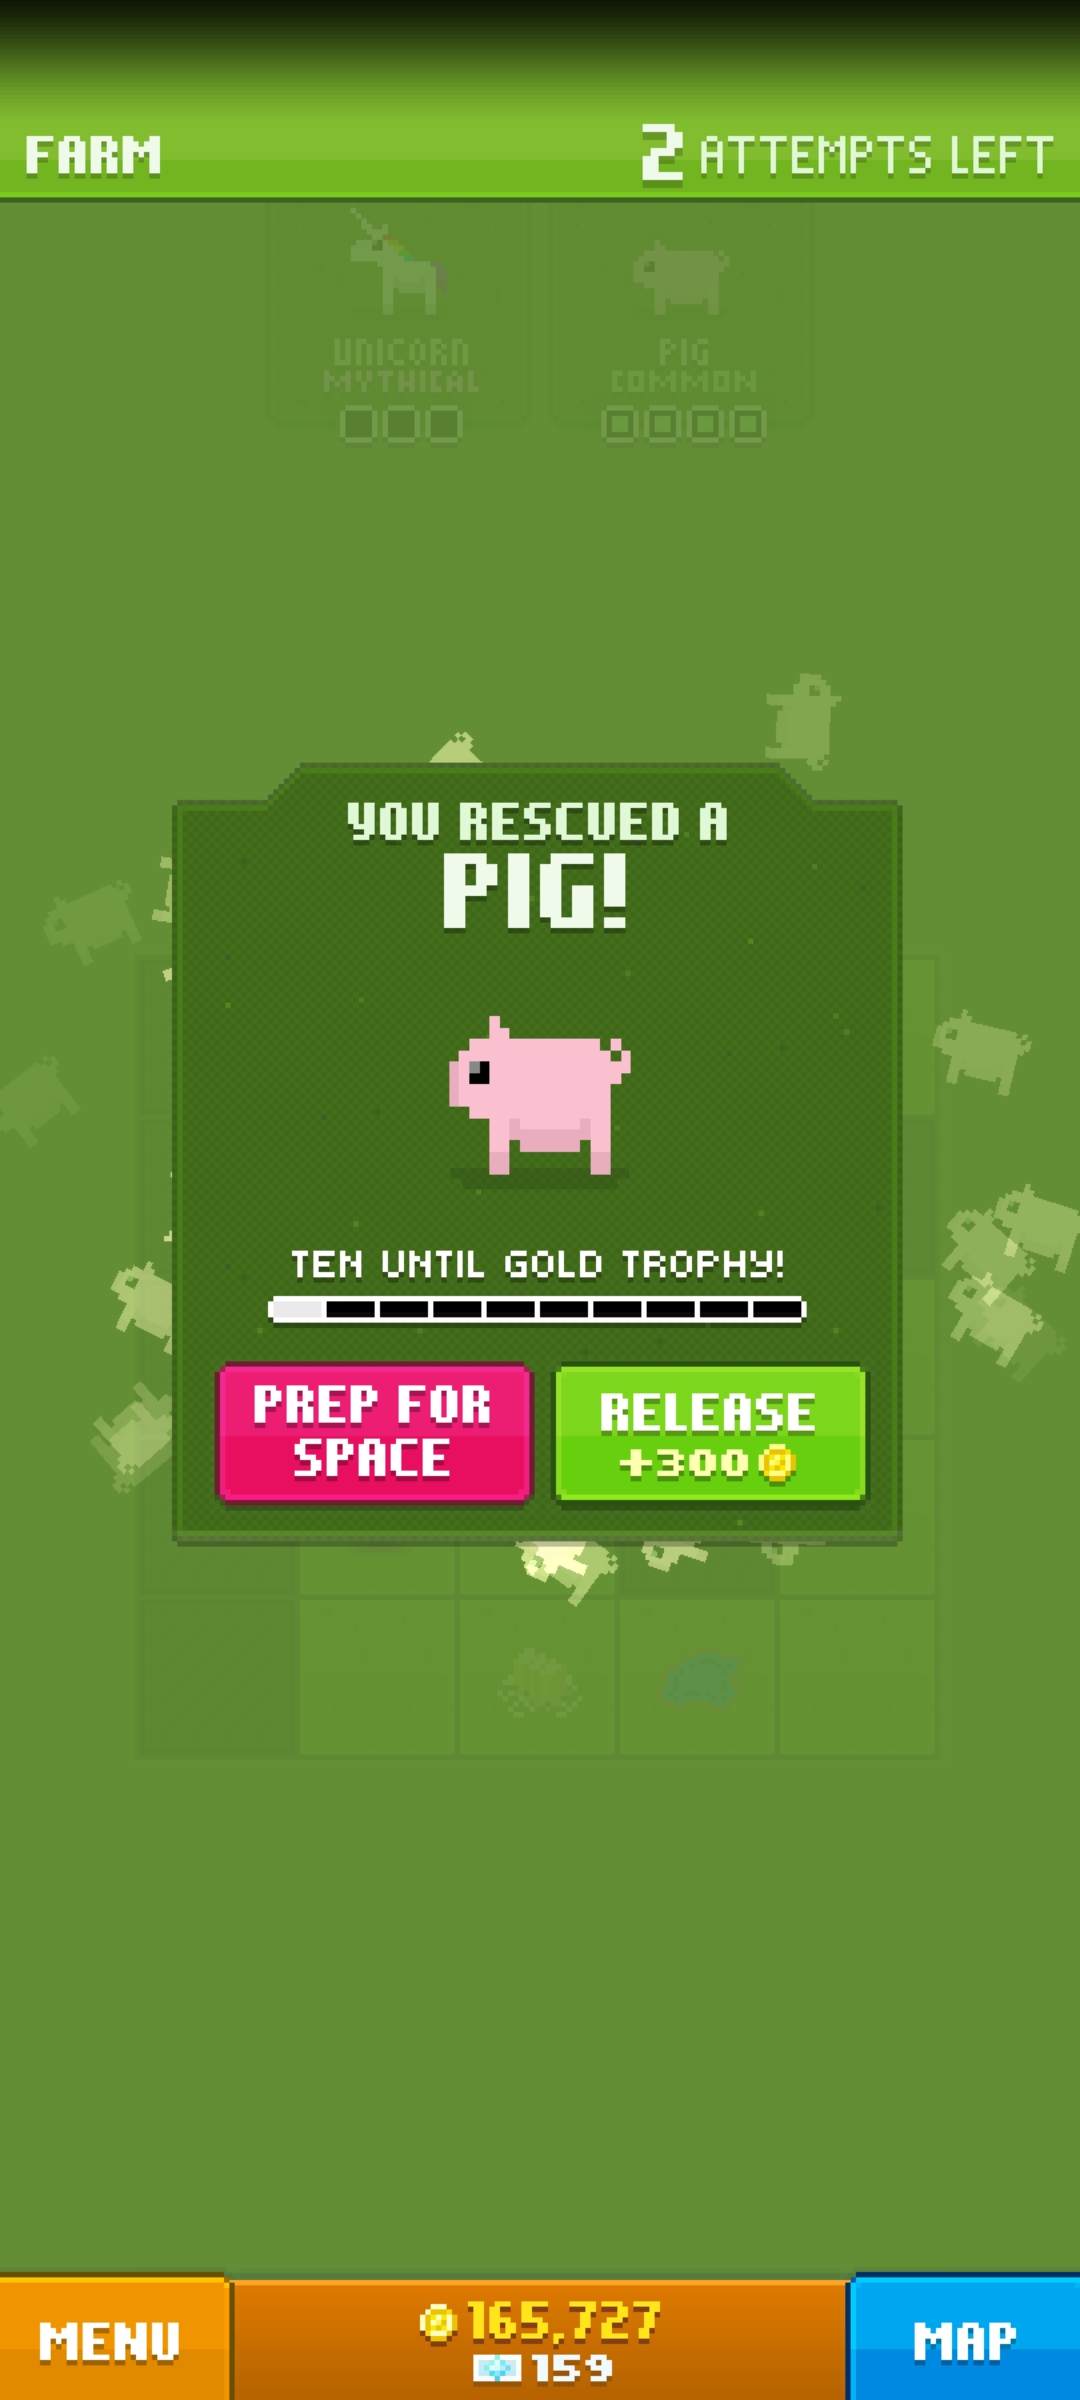 FARM
2 ATTEMPTS LEFT
UNICORN
MYTHICAL
PIG
COMMON
YOU RESCUED A
PIG!
TEN UNTIL GOLD TROPHY!
PREP FOR
SPACE
RELEASE
+300
MENU
165,727
159
MAP